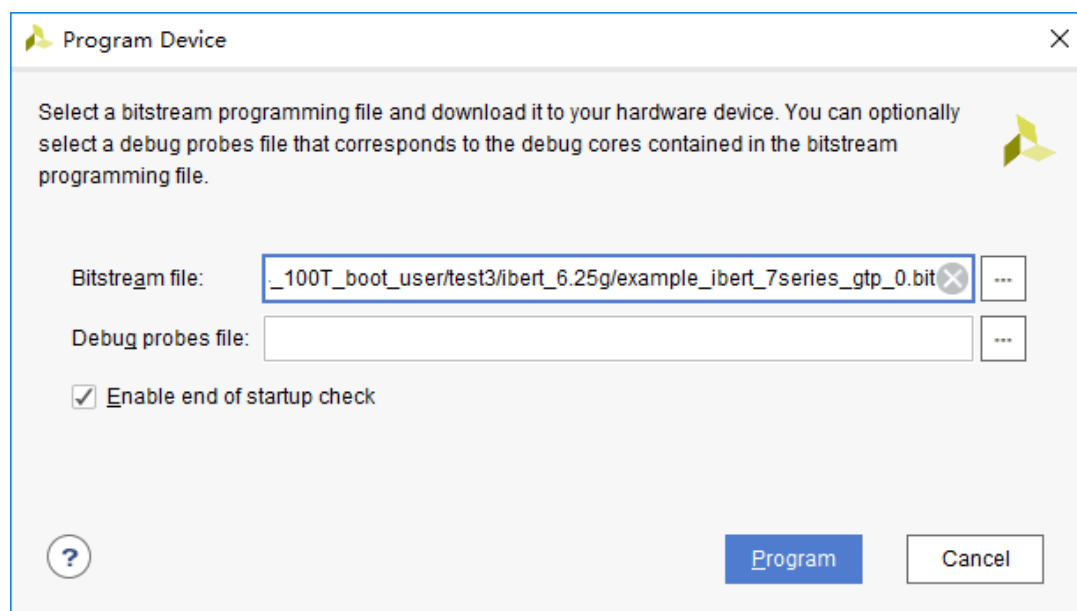 Program Device
Select a bitstream programming file and download it to your hardware device. You can optionally
select a debug probes file that corresponds to the debug cores contained in the bitstream
programming file.
Bitstream file: ._100T_boot_user/test3/ibert_6.25g/example_ibert_7series_gtp_0.bit ...
Debug probes file: ...
Enable end of startup check
? Program Cancel